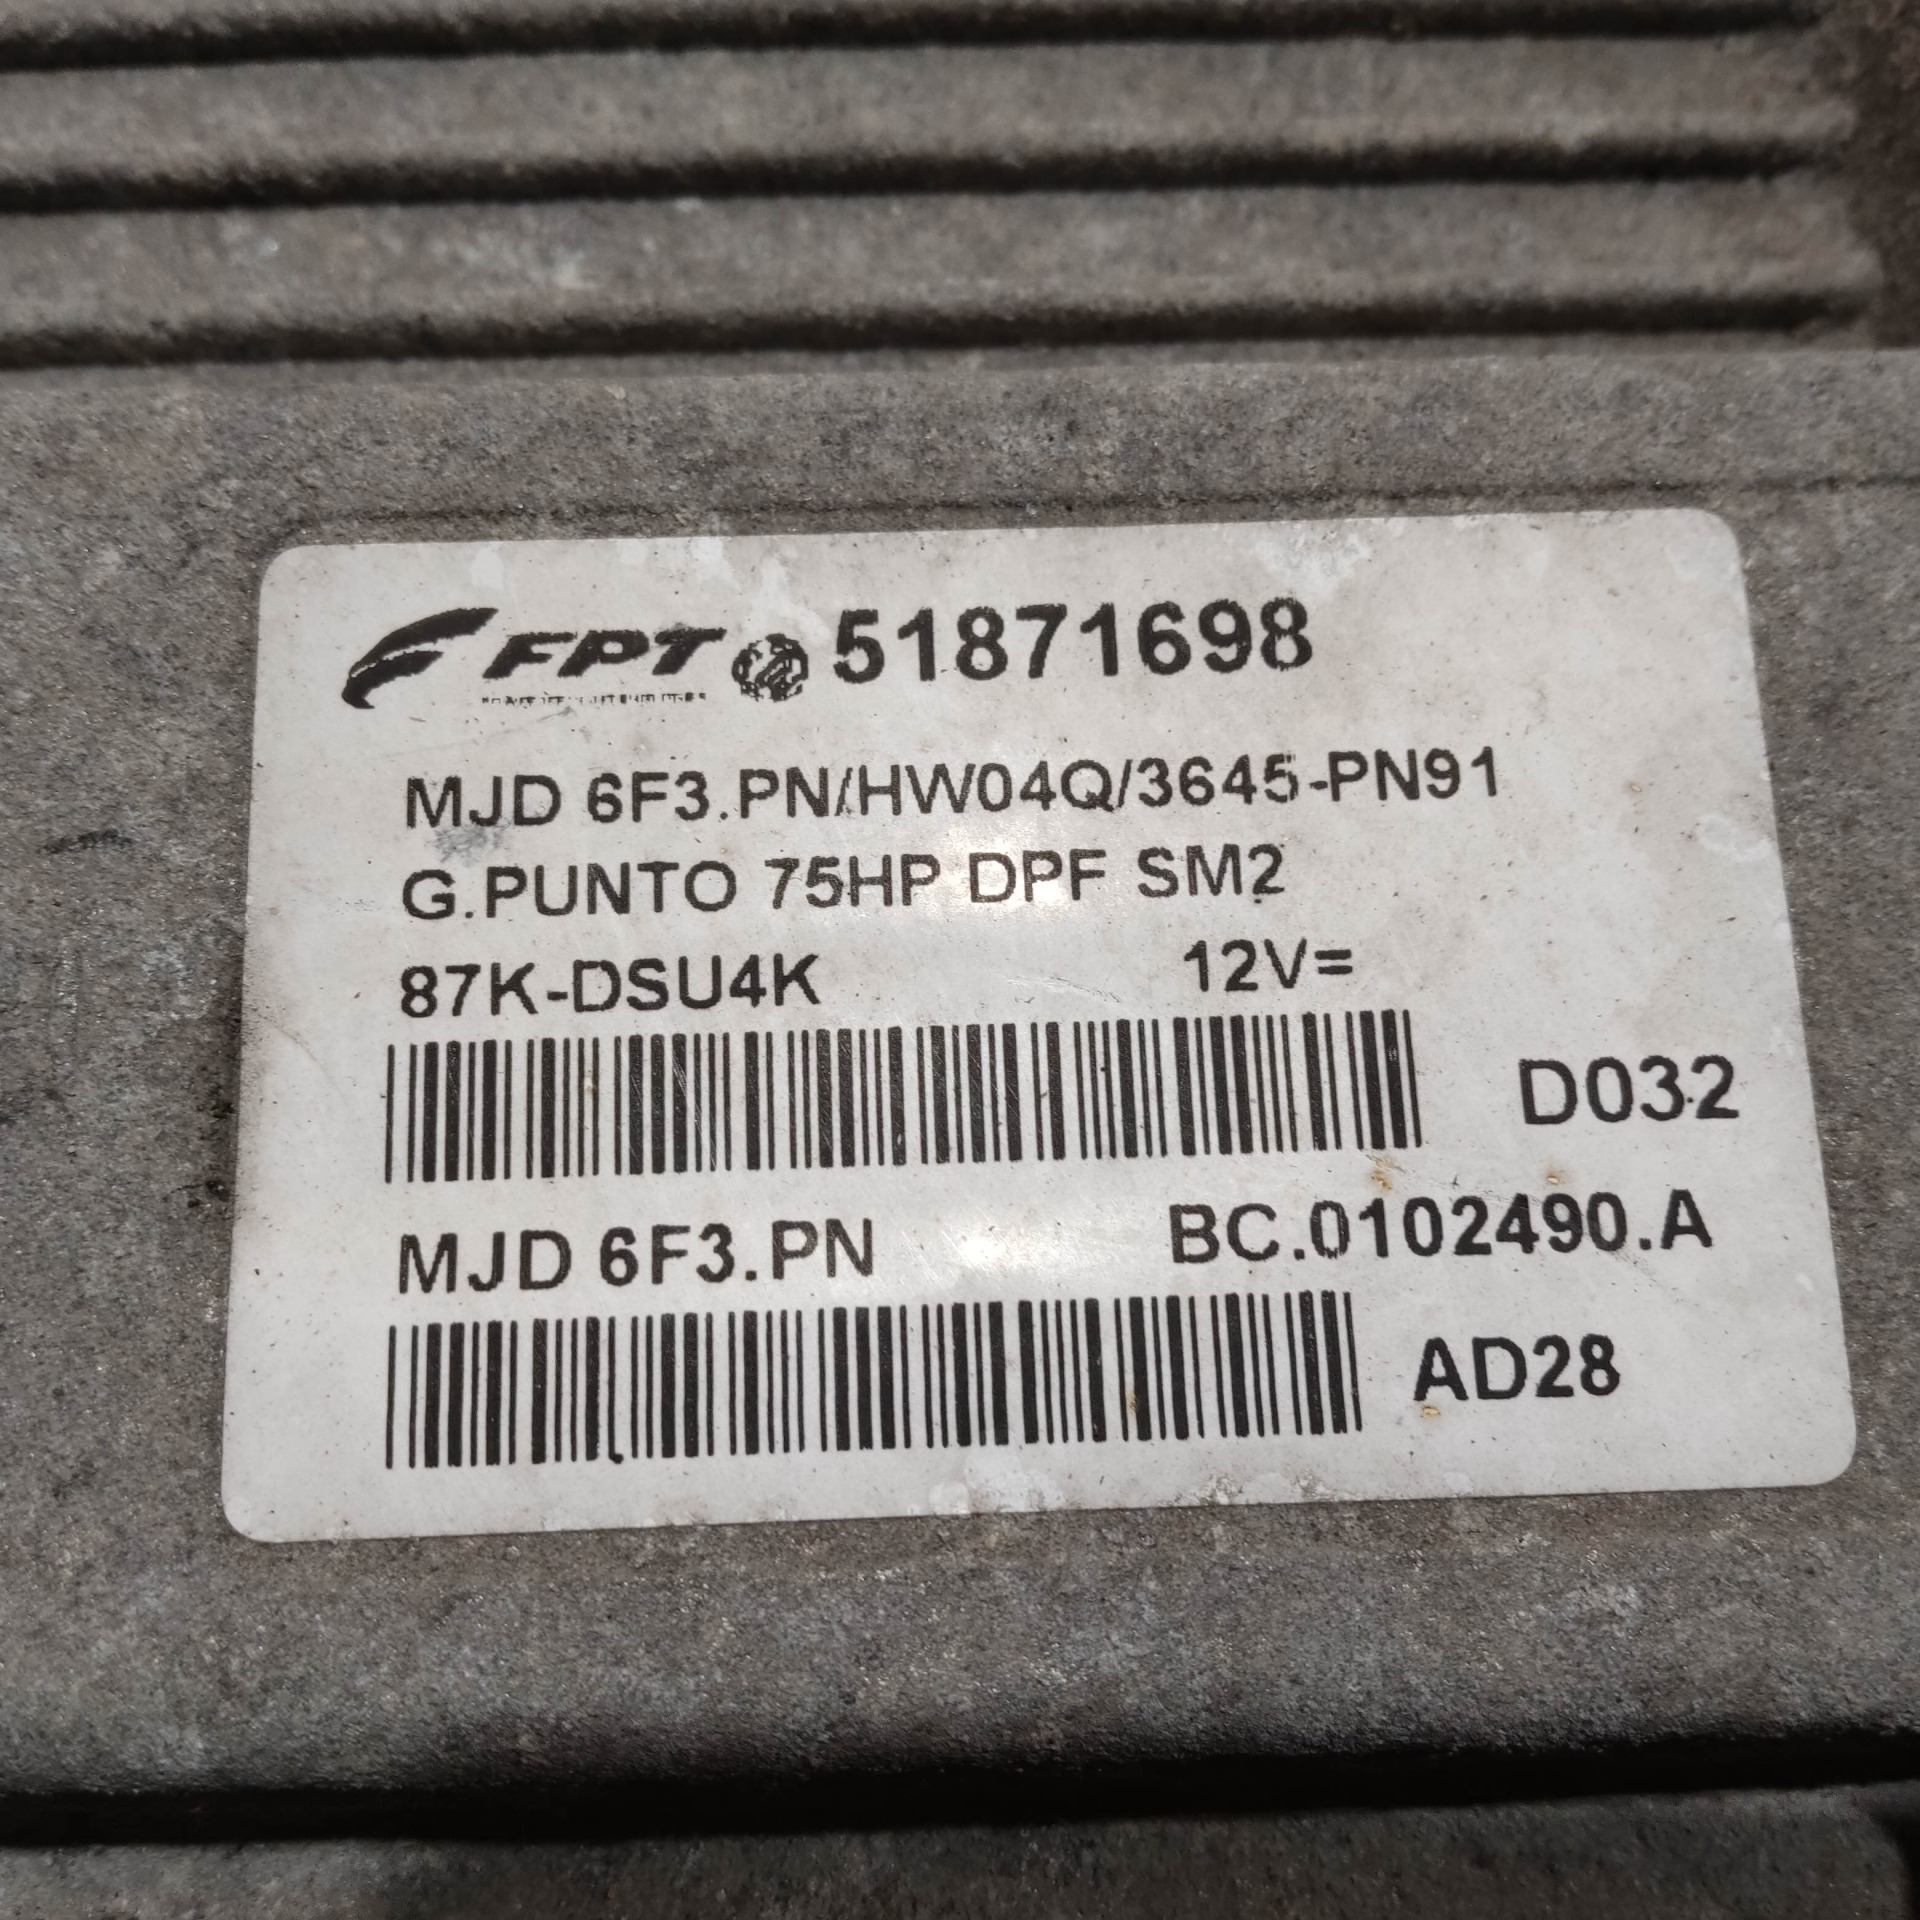 FPT 51871698
MJD 6F3.PN/HW04Q/3645-PN91
G.PUNTO 75HP DPF SM2
87K-DSU4K 12V=
D032
MJD 6F3.PN BC.0102490.A
AD28